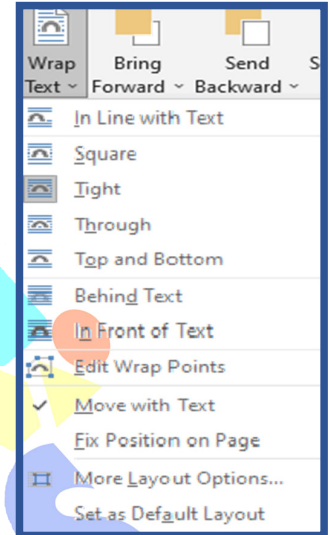 Wrap Text
Bring Forward
Send Backward
S
In Line with Text
Square
Tight
Through
Top and Bottom
Behind Text
In Front of Text
Edit Wrap Points
Move with Text
Fix Position on Page
More Layout Options...
Set as Default Layout